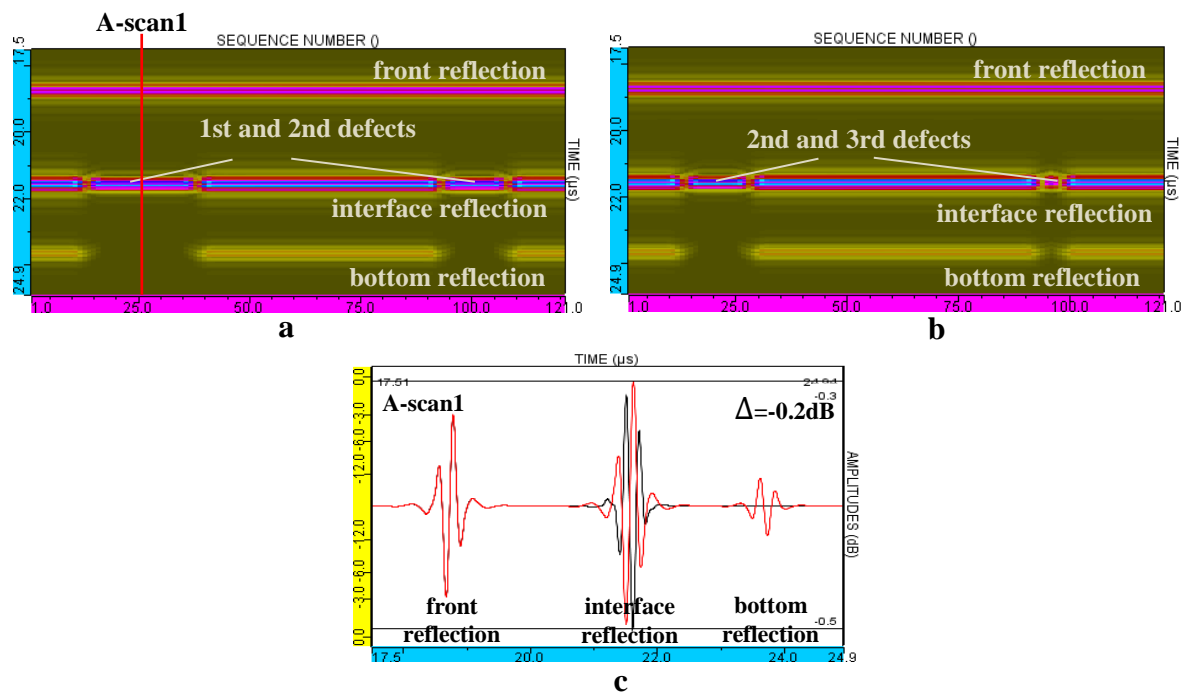 A-scan1
SEQUENCE NUMBER ()
17.5
20.0
22.0
24.9
front reflection
1st and 2nd defects
interface reflection
bottom reflection
TIME (µs)
1.0 25.0 50.0 75.0 100.0 121.0
a
SEQUENCE NUMBER ()
17.5
20.0
22.0
24.9
front reflection
2nd and 3rd defects
interface reflection
bottom reflection
TIME (µs)
1.0 25.0 50.0 75.0 100.0 121.0
b
TIME (µs)
17.51 24.94
A-scan1
-0.3
Δ=-0.2dB
0.0
-3.0
-6.0
-12.0
-12.0
-6.0
-3.0
0.0
AMPLITUDES (dB)
front
reflection
interface
reflection
bottom
reflection
-0.5
17.5 20.0 22.0 24.0 24.9
c